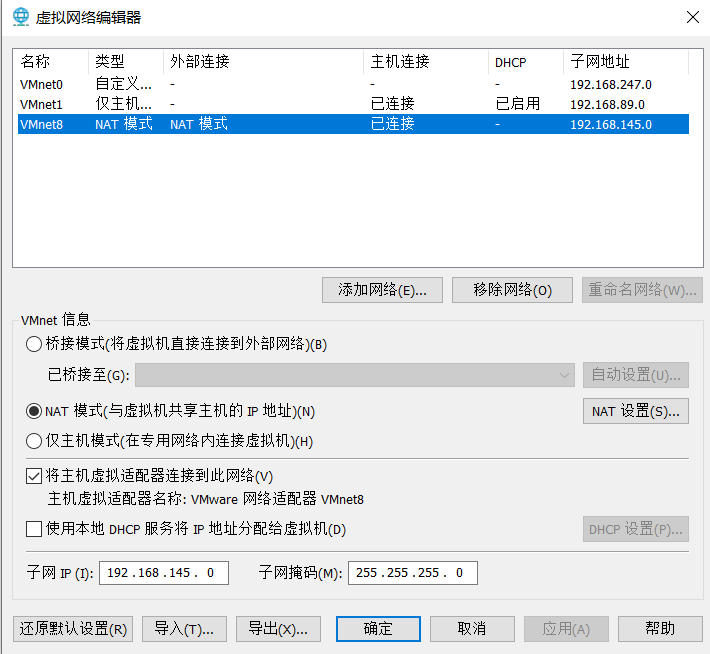 虚拟网络编辑器
名称 类型 外部连接 主机连接 DHCP 子网地址
VMnet0 自定义... - - - 192.168.247.0
VMnet1 仅主机... - 已连接 已启用 192.168.89.0
VMnet8 NAT 模式 NAT 模式 已连接 - 192.168.145.0
添加网络(E)... 移除网络(O) 重命名网络(W)...
VMnet 信息
桥接模式(将虚拟机直接连接到外部网络)(B)
已桥接至(G): 自动设置(U)...
NAT 模式(与虚拟机共享主机的 IP 地址)(N) NAT 设置(S)...
仅主机模式(在专用网络内连接虚拟机)(H)
将主机虚拟适配器连接到此网络(V)
主机虚拟适配器名称: VMware 网络适配器 VMnet8
使用本地 DHCP 服务将 IP 地址分配给虚拟机(D) DHCP 设置(P)...
子网 IP (I): 192.168.145. 0 子网掩码(M): 255.255.255. 0
还原默认设置(R) 导入(T)... 导出(X)... 确定 取消 应用(A) 帮助